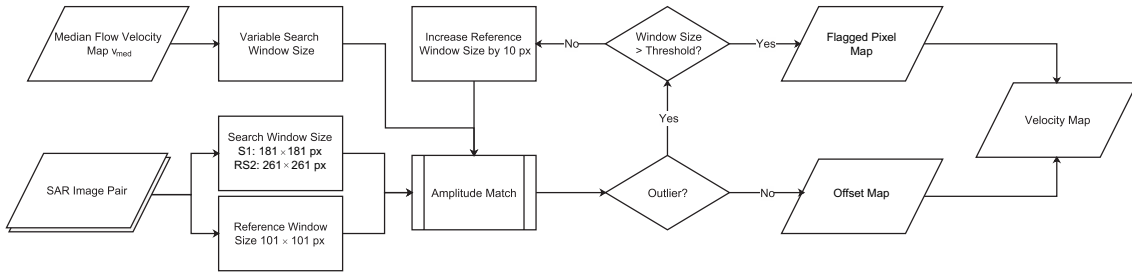 Median Flow Velocity
Map vmed
Variable Search
Window Size
Increase Reference
Window Size by 10 px
No
Window Size
> Threshold?
Yes
Flagged Pixel
Map
Velocity Map
Yes
SAR Image Pair
Search Window Size
S1: 181 × 181 px
RS2: 261 × 261 px
Reference Window
Size 101 × 101 px
Amplitude Match
Outlier?
No
Offset Map